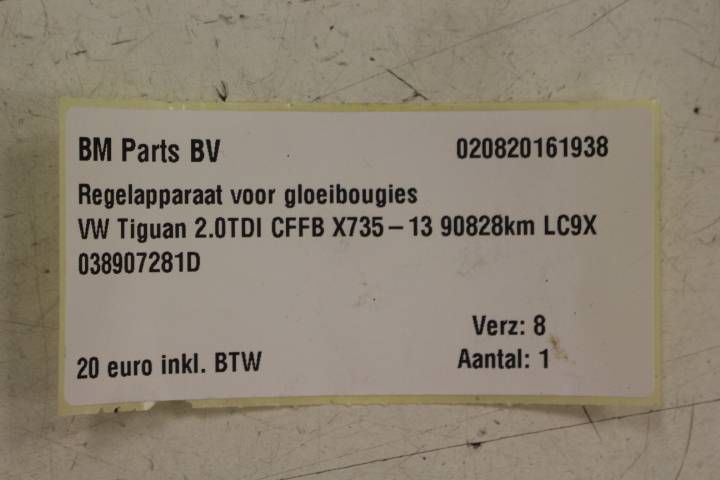 BM Parts BV 020820161938
Regelapparaat voor gloeibougies
VW Tiguan 2.0TDI CFFB X735-13 90828km LC9X
038907281D
Verz: 8
20 euro inkl. BTW Aantal: 1